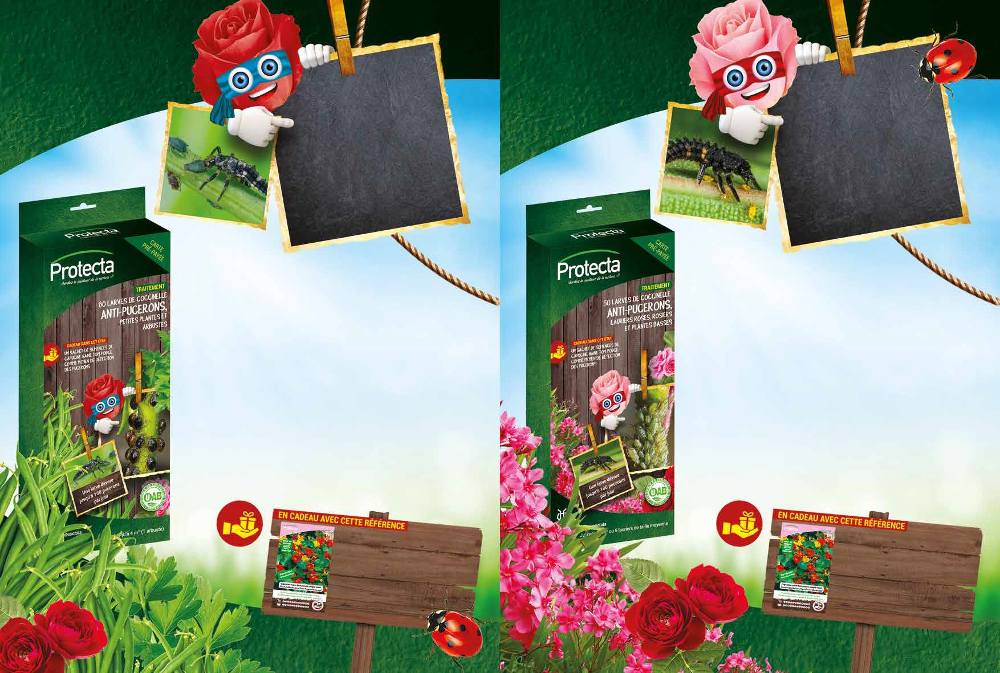 Protecta
CARTE
PRÉ-PAYÉE
Protecta
Gardez le meilleur de la nature
TRAITEMENT
80 LARVES DE COCCINELLE
ANTI-PUCERONS,
PETITES PLANTES ET
ARBUSTES
CADEAU DANS CET ÉTUI
UN SACHET DE SEMENCES DE
CAPUCINE NAINE TOM POUCE
COMME MOYEN DE DÉTECTION
DES PUCERONS
Une larve dévore
jusqu'à 150 pucerons
par jour
AB
punctata
jusqu'à 4 m² (1 arbuste)
EN CADEAU AVEC CETTE RÉFÉRENCE
Protecta
CARTE
PRÉ-PAYÉE
Protecta
Gardez le meilleur de la nature
TRAITEMENT
50 LARVES DE COCCINELLE
ANTI-PUCERONS,
LAURIERS ROSES, ROSIERS
ET PLANTES BASSES
CADEAU DANS CET ÉTUI
UN SACHET DE SEMENCES DE
CAPUCINE NAINE TOM POUCE
COMME MOYEN DE DÉTECTION
DES PUCERONS
Une larve dévore
jusqu'à 100 pucerons
par jour
AB
ou 5 lauriers de taille moyenne
EN CADEAU AVEC CETTE RÉFÉRENCE